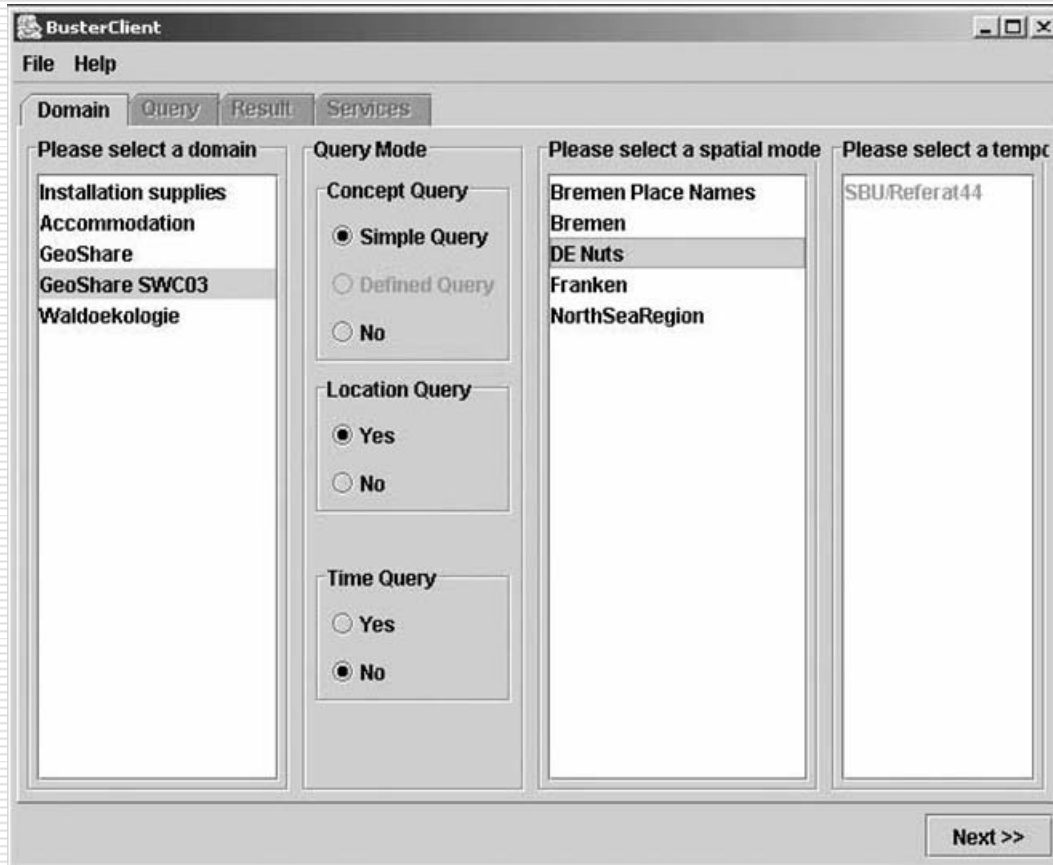 BusterClient
File Help
Domain Query Result Services
Please select a domain
Installation supplies
Accommodation
GeoShare
GeoShare SWC03
Waldoekologie
Query Mode
Concept Query
Simple Query
Defined Query
No
Location Query
Yes
No
Time Query
Yes
No
Please select a spatial mode
Bremen Place Names
Bremen
DE Nuts
Franken
NorthSeaRegion
Please select a tempo
SBU/Referat44
Next >>